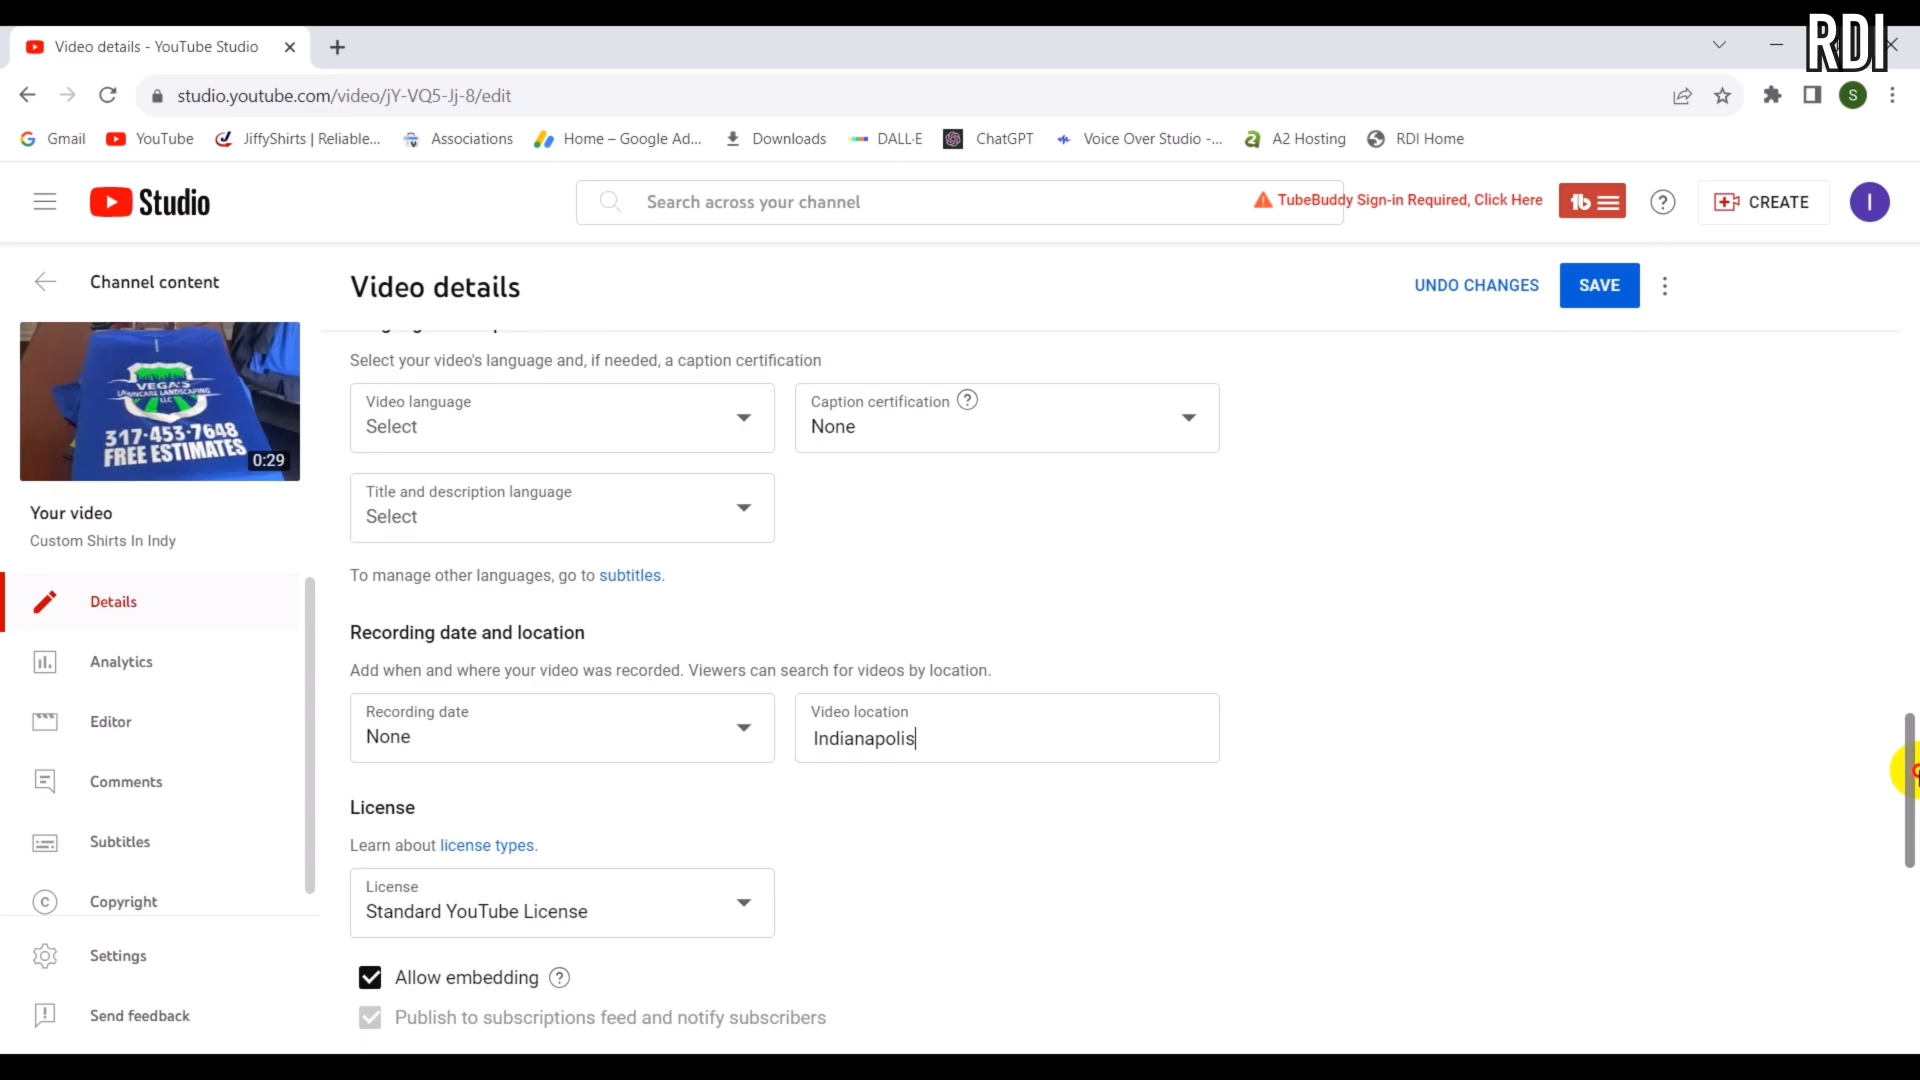 RDI
Video details - YouTube Studio
studio.youtube.com/video/jY-VQ5-Jj-8/edit
S
Gmail YouTube JiffyShirts | Reliable... Associations Home – Google Ad... Downloads DALL·E ChatGPT Voice Over Studio -... A2 Hosting RDI Home
Studio
Search across your channel
TubeBuddy Sign-in Required, Click Here
CREATE
I
Channel content
Video details
UNDO CHANGES
SAVE
VEGA'S
LAWNCARE LANDSCAPING
LLC
317-453-7648
FREE ESTIMATES
0:29
Your video
Custom Shirts In Indy
Details
Analytics
Editor
Comments
Subtitles
Copyright
Settings
Send feedback
Select your video's language and, if needed, a caption certification
Video language
Select
Caption certification
None
Title and description language
Select
To manage other languages, go to subtitles.
Recording date and location
Add when and where your video was recorded. Viewers can search for videos by location.
Recording date
None
Video location
Indianapolis
License
Learn about license types.
License
Standard YouTube License
Allow embedding
Publish to subscriptions feed and notify subscribers